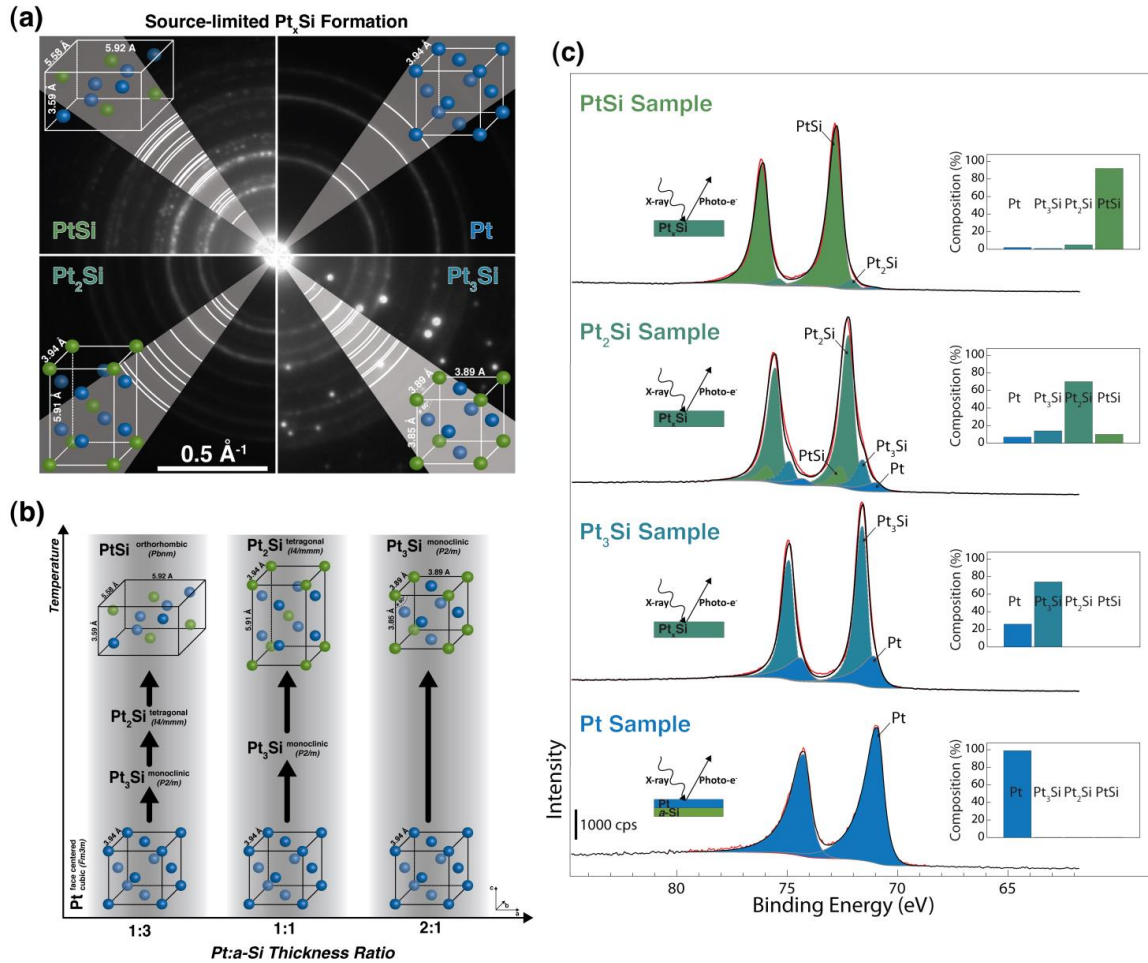 (a)
Source-limited PtₓSi Formation
5.58 Å
5.92 Å
3.59 Å
PtSi
3.94 Å
Pt
Pt₂Si
3.94 Å
5.91 Å
0.5 Å⁻¹
Pt₃Si
3.89 Å
3.89 Å
3.85 Å
(b)
Temperature
PtSi orthorhombic
(Pbnm)
5.92 A
5.58 Å
3.59 Å
Pt₂Si tetragonal
(I4/mmm)
Pt₃Si monoclinic
(P2/m)
3.94 Å
Pt face centered
cubic (Fm3m)
Pt₂Si tetragonal
(I4/mmm)
3.94 Å
5.91 Å
Pt₃Si monoclinic
(P2/m)
3.94 Å
Pt₃Si monoclinic
(P2/m)
3.89 Å
3.89 A
3.85 Å
3.94 Å
c
b
a
1:3
1:1
2:1
Pt:a-Si Thickness Ratio
(c)
PtSi Sample
PtSi
Pt₂Si
X-ray
Photo-e⁻
PtₓSi
Composition (%)
100
80
60
40
20
0
Pt Pt₃Si Pt₂Si PtSi
Pt₂Si Sample
Pt₂Si
PtSi
Pt₃Si
Pt
X-ray
Photo-e⁻
PtₓSi
Composition (%)
100
80
60
40
20
0
Pt Pt₃Si Pt₂Si PtSi
Pt₃Si Sample
Pt₃Si
Pt
X-ray
Photo-e⁻
PtₓSi
Composition (%)
100
80
60
40
20
0
Pt Pt₃Si Pt₂Si PtSi
Pt Sample
Pt
X-ray
Photo-e⁻
Pt
a-Si
Composition (%)
100
80
60
40
20
0
Pt Pt₃Si Pt₂Si PtSi
Intensity
1000 cps
80
75
70
65
Binding Energy (eV)